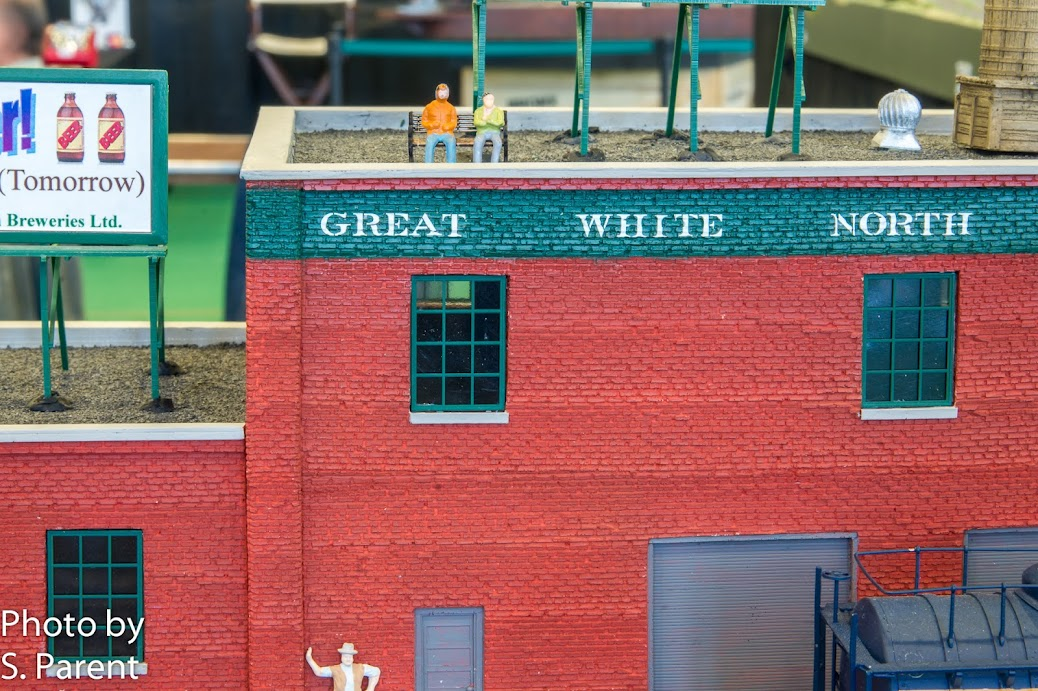 r!
(Tomorrow)
Breweries Ltd.
GREAT WHITE NORTH
Photo by
S. Parent